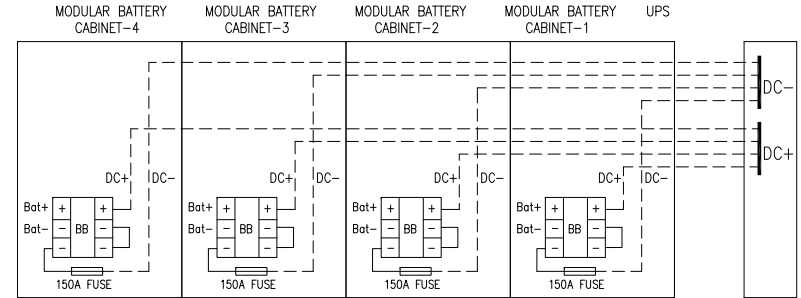 MODULAR BATTERY CABINET-4
MODULAR BATTERY CABINET-3
MODULAR BATTERY CABINET-2
MODULAR BATTERY CABINET-1
UPS
DC-
DC+
DC+ DC-
DC+ DC-
DC+ DC-
DC+ DC-
Bat+ + +
Bat- - BB -
- -
150A FUSE
Bat+ + +
Bat- - BB -
- -
150A FUSE
Bat+ + +
Bat- - BB -
- -
150A FUSE
Bat+ + +
Bat- - BB -
- -
150A FUSE